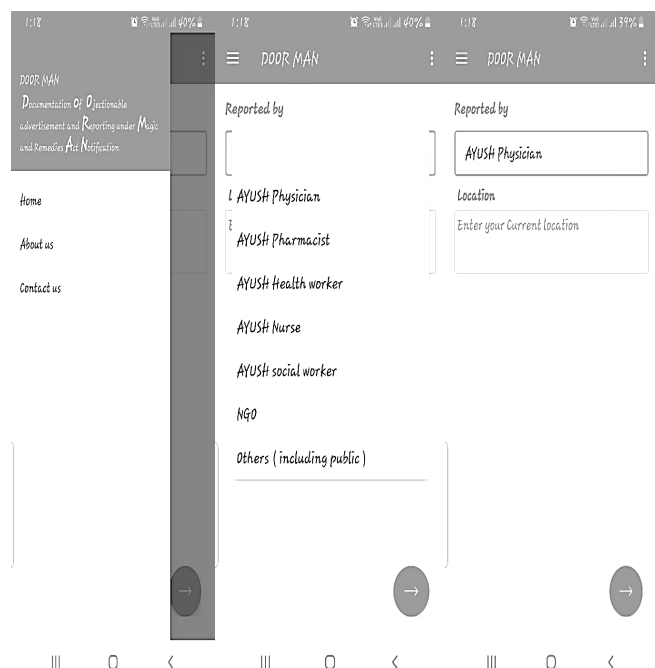 1:18
40%
DOOR MAN
Documentation Of Ojectionable
advertisement and Reporting under Magic
and Remedies Act Notification
Home
About us
Contact us
1:18
40%
DOOR MAN
Reported by
AYUSH Physician
AYUSH Pharmacist
AYUSH Health worker
AYUSH Nurse
AYUSH social worker
NGO
Others ( including public )
1:18
39%
DOOR MAN
Reported by
AYUSH Physician
Location
Enter your Current location